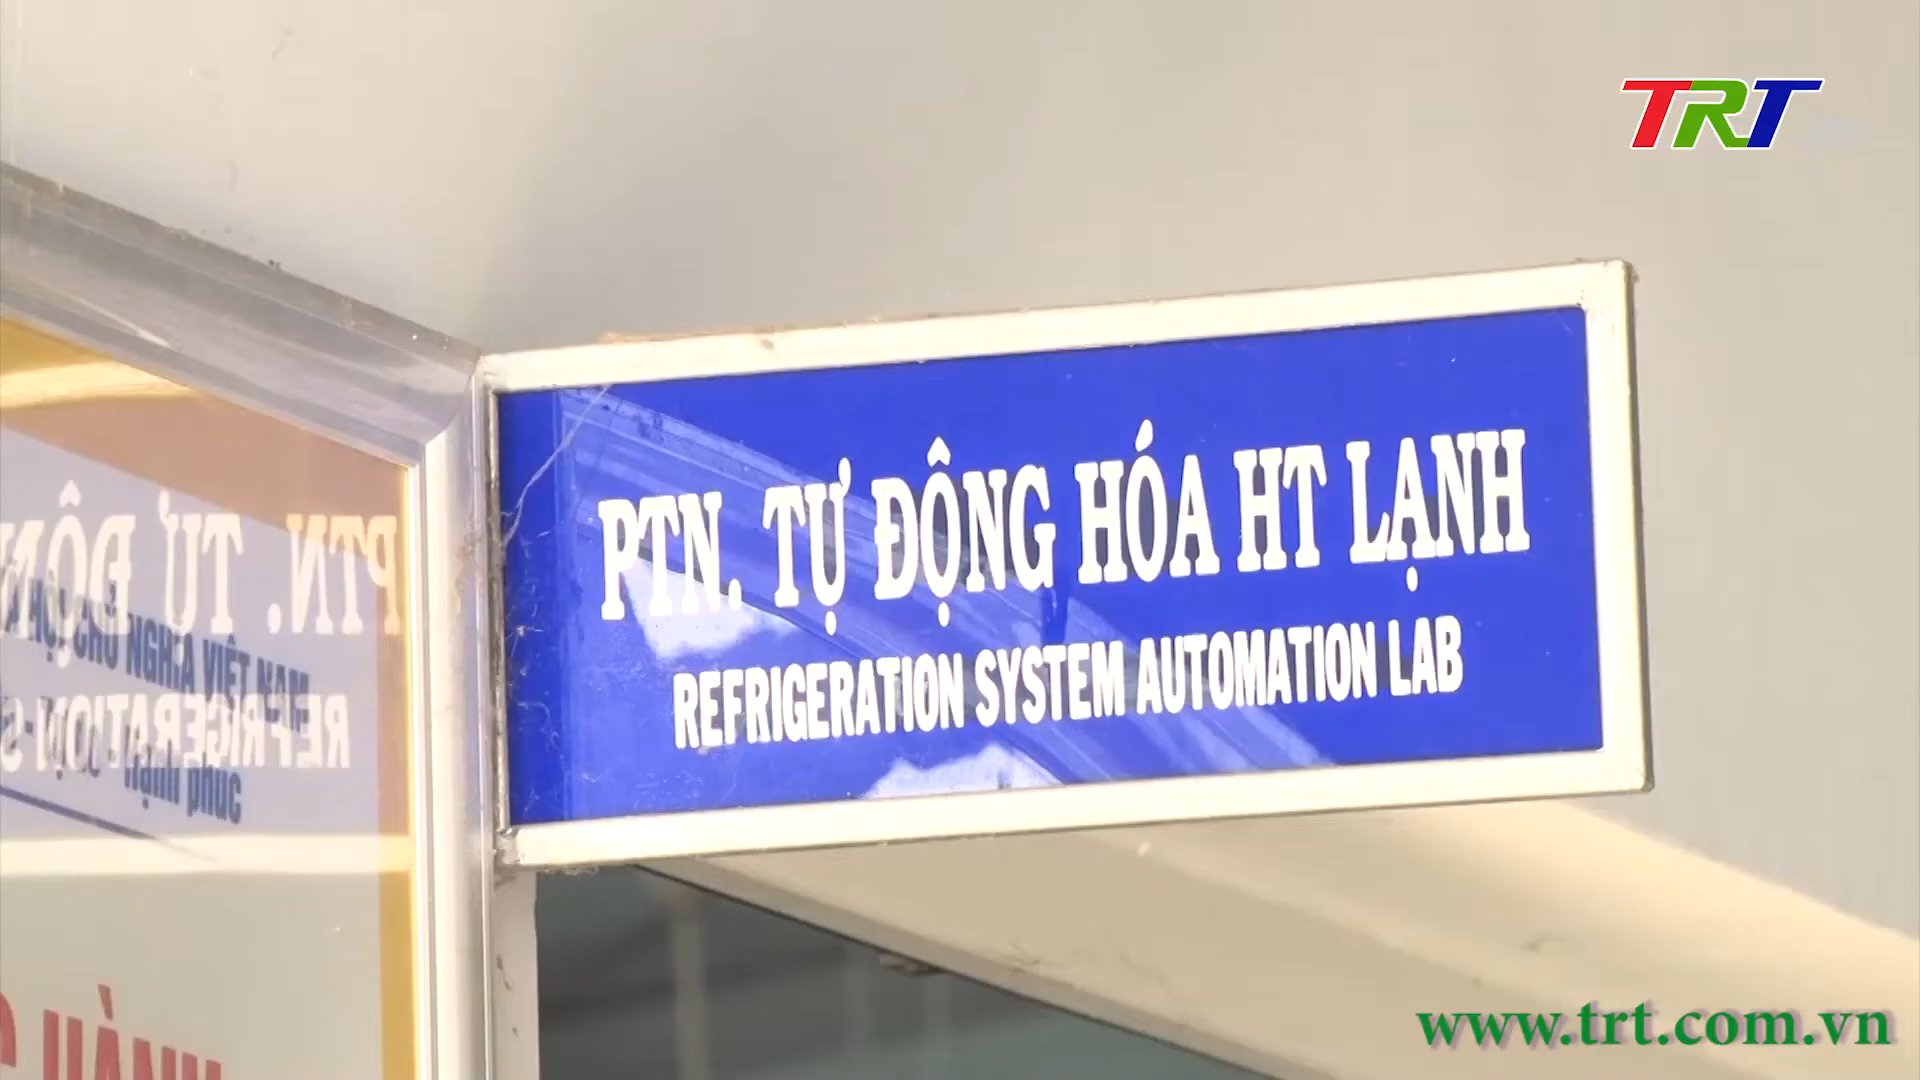 TRT
PTN. TỰ ĐỘNG HÓA HT LẠNH
REFRIGERATION SYSTEM AUTOMATION LAB
PTN. TỰ ĐỘN
NGHĨA VIỆT NAM
REFRIGERATION S
hạnh phúc
www.trt.com.vn